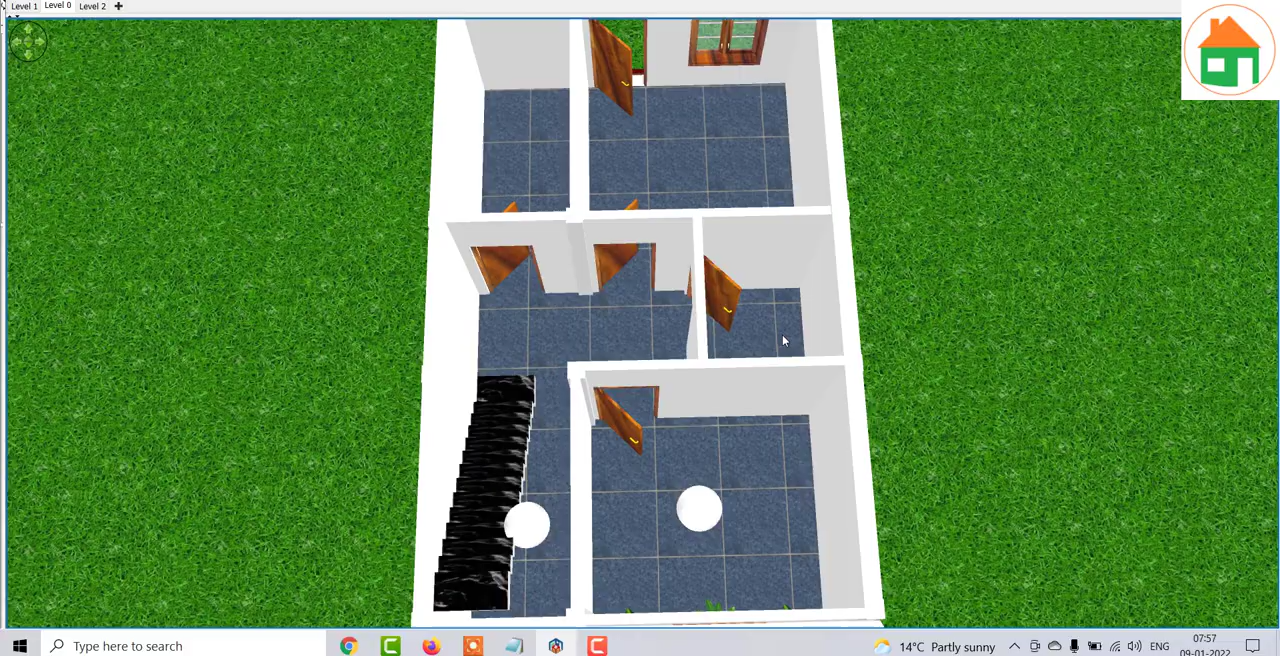 Level 1 Level 0 Level 2
Type here to search
14°C Partly sunny
ENG
07:57
09-01-2022